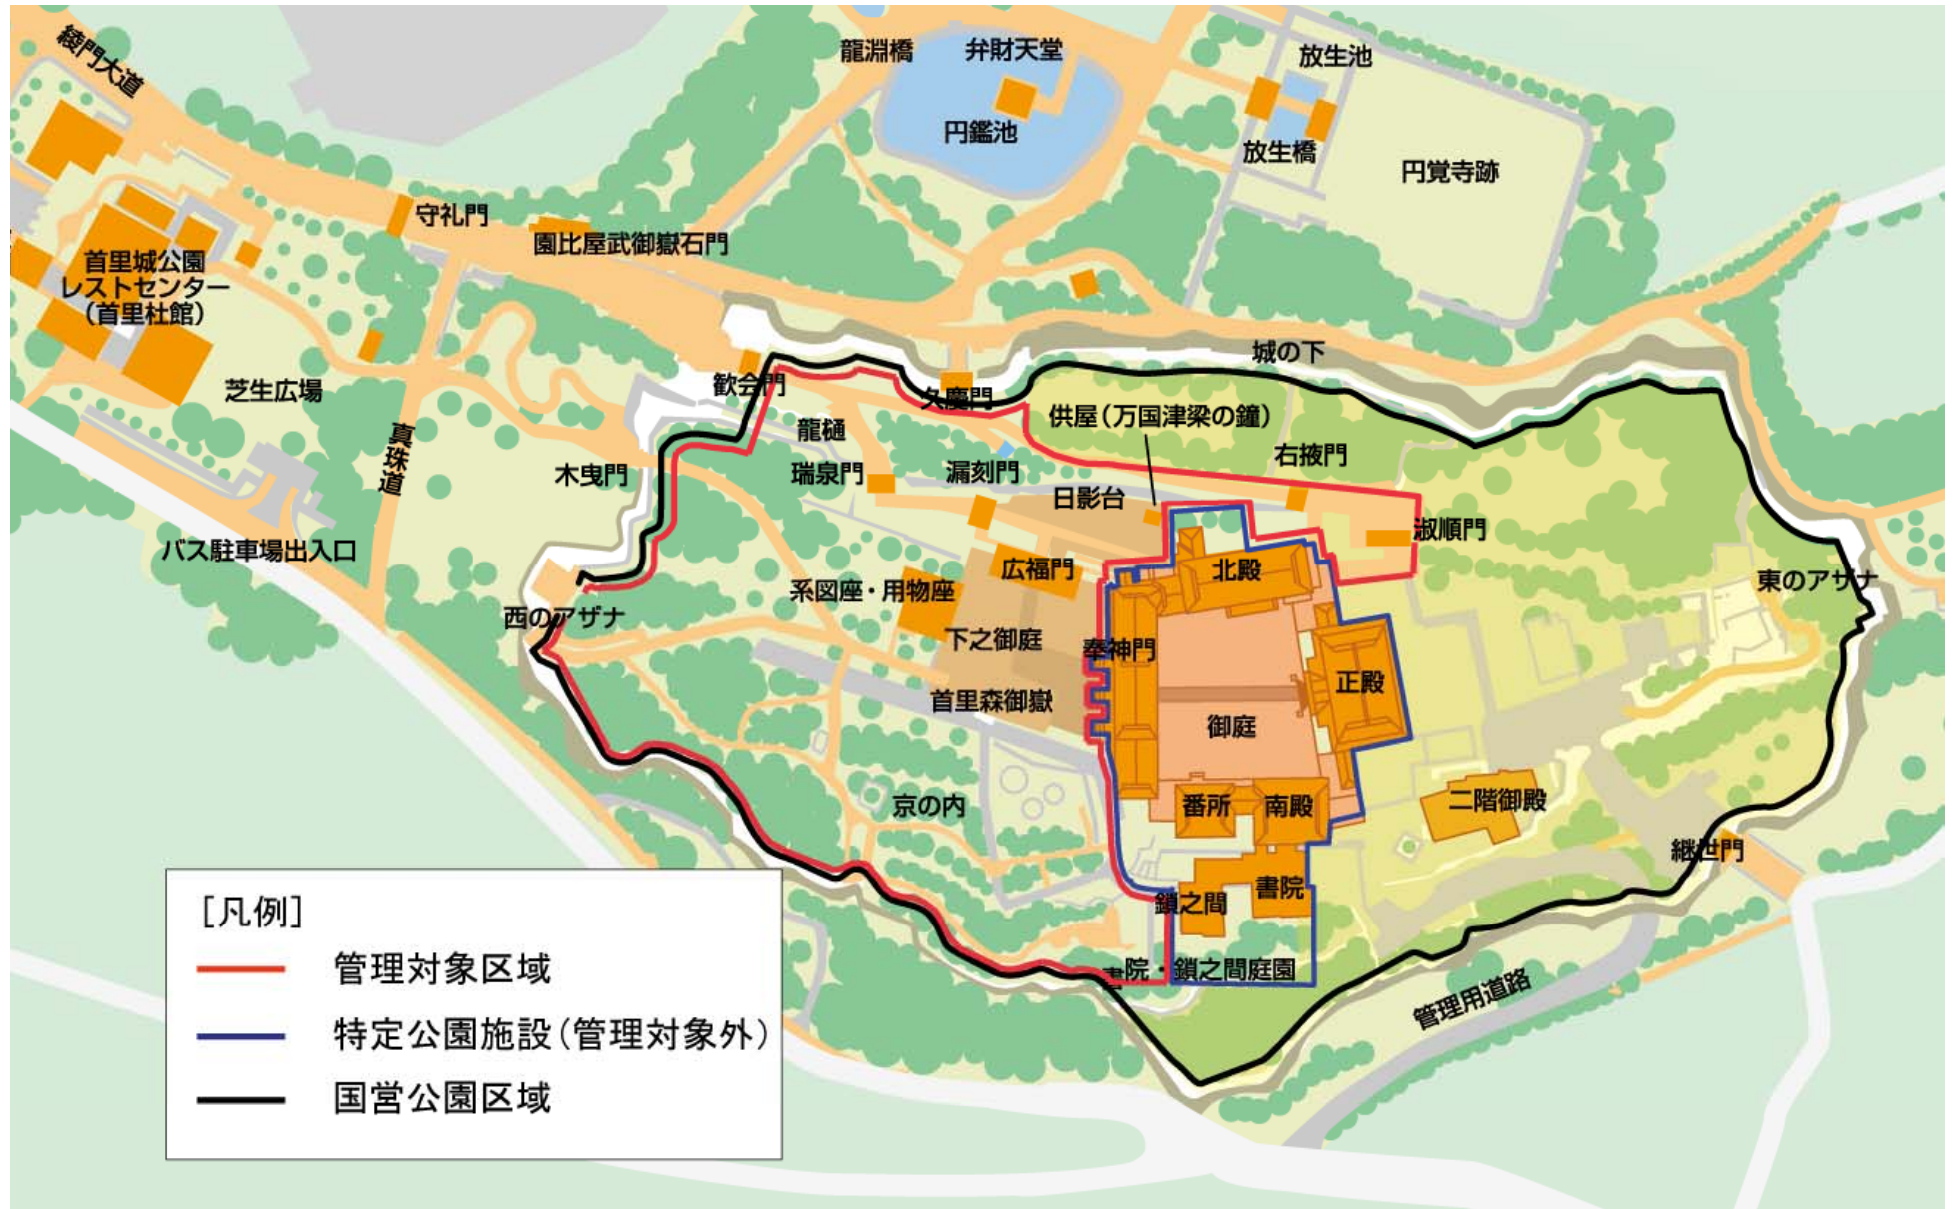 綾門大道
龍淵橋
弁財天堂
放生池
円鑑池
放生橋
円覚寺跡
守礼門
園比屋武御嶽石門
首里城公園
レストセンター
（首里杜館）
城の下
芝生広場
歓会門
久慶門
供屋（万国津梁の鐘）
龍樋
右掖門
真珠道
木曳門
瑞泉門
漏刻門
日影台
淑順門
バス駐車場出入口
広福門
北殿
東のアザナ
系図座・用物座
西のアザナ
下之御庭
奉神門
正殿
首里森御嶽
御庭
京の内
番所
南殿
二階御殿
継世門
鎖之間
書院
書院・鎖之間庭園
管理用道路
［凡例］
管理対象区域
特定公園施設（管理対象外）
国営公園区域